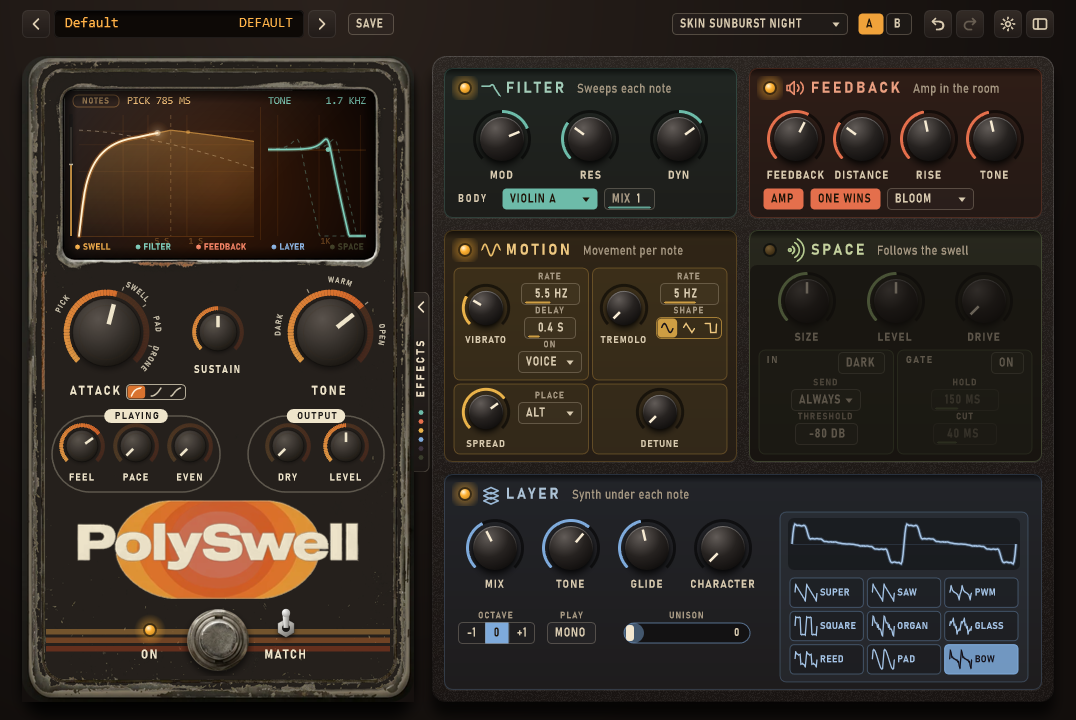 Default DEFAULT
SAVE
SKIN SUNBURST NIGHT
A B
NOTES PICK 785 MS TONE 1.7 KHZ
SWELL FILTER FEEDBACK LAYER SPACE
1K
PICK SWELL PAD DRONE
DARK WARM OPEN
ATTACK
SUSTAIN
TONE
PLAYING
FEEL PACE EVEN
OUTPUT
DRY LEVEL
PolySwell
ON
MATCH
EFFECTS
FILTER Sweeps each note
MOD RES DYN
BODY VIOLIN A MIX 1
FEEDBACK Amp in the room
FEEDBACK DISTANCE RISE TONE
AMP ONE WINS BLOOM
MOTION Movement per note
VIBRATO
RATE
5.5 HZ
DELAY
0.4 S
ON
VOICE
TREMOLO
RATE
5 HZ
SHAPE
SPREAD
PLACE
ALT
DETUNE
SPACE Follows the swell
SIZE LEVEL DRIVE
IN DARK
SEND
ALWAYS
THRESHOLD
-80 DB
GATE ON
HOLD
150 MS
CUT
40 MS
LAYER Synth under each note
MIX TONE GLIDE CHARACTER
OCTAVE PLAY UNISON
-1 0 +1 MONO 0
SUPER SAW PWM
SQUARE ORGAN GLASS
REED PAD BOW